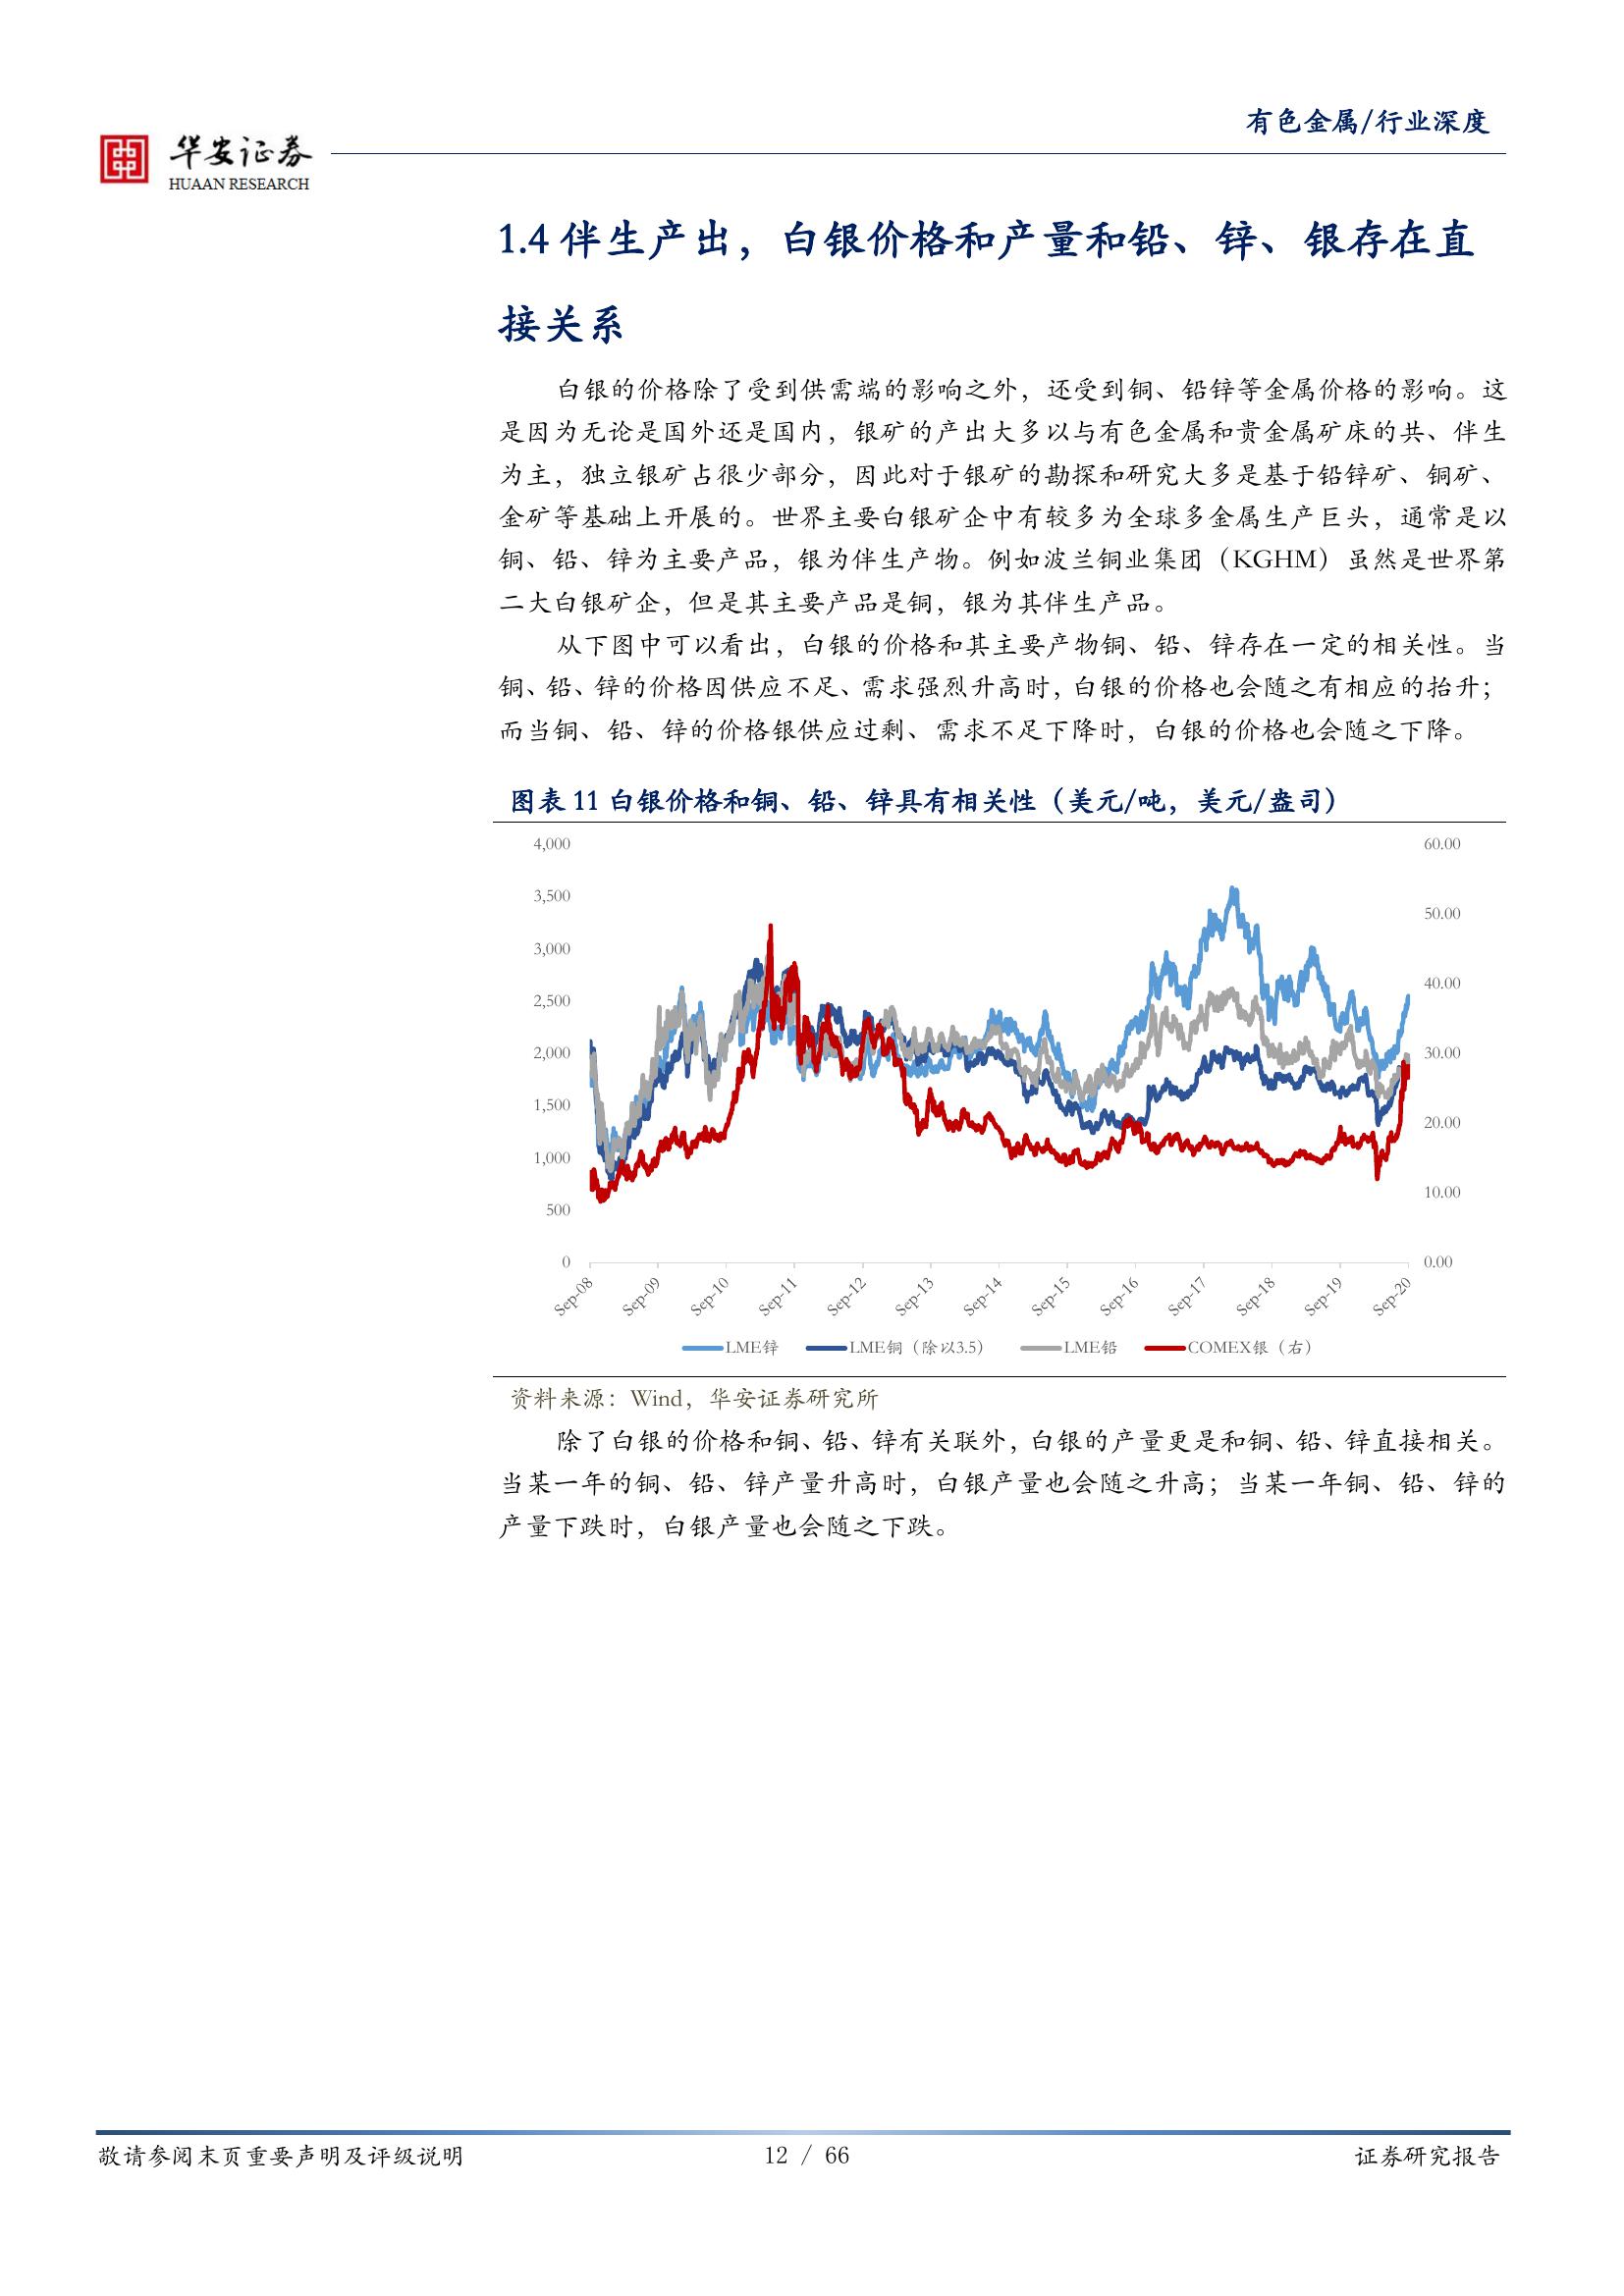 有色金属/行业深度
华安证券
HUAAN RESEARCH
1.4 伴生产出，白银价格和产量和铅、锌、银存在直
接关系
白银的价格除了受到供需端的影响之外，还受到铜、铅锌等金属价格的影响。这
是因为无论是国外还是国内，银矿的产出大多以与有色金属和贵金属矿床的共、伴生
为主，独立银矿占很少部分，因此对于银矿的勘探和研究大多是基于铅锌矿、铜矿、
金矿等基础上开展的。世界主要白银矿企中有较多为全球多金属生产巨头，通常是以
铜、铅、锌为主要产品，银为伴生产物。例如波兰铜业集团（KGHM）虽然是世界第
二大白银矿企，但是其主要产品是铜，银为其伴生产品。
从下图中可以看出，白银的价格和其主要产物铜、铅、锌存在一定的相关性。当
铜、铅、锌的价格因供应不足、需求强烈升高时，白银的价格也会随之有相应的抬升；
而当铜、铅、锌的价格银供应过剩、需求不足下降时，白银的价格也会随之下降。
图表 11 白银价格和铜、铅、锌具有相关性（美元/吨，美元/盎司）
4,000
3,500
3,000
2,500
2,000
1,500
1,000
500
0
60.00
50.00
40.00
30.00
20.00
10.00
0.00
Sep-08
Sep-09
Sep-10
Sep-11
Sep-12
Sep-13
Sep-14
Sep-15
Sep-16
Sep-17
Sep-18
Sep-19
Sep-20
LME锌 LME铜（除以3.5） LME铅 COMEX银（右）
资料来源：Wind，华安证券研究所
除了白银的价格和铜、铅、锌有关联外，白银的产量更是和铜、铅、锌直接相关。
当某一年的铜、铅、锌产量升高时，白银产量也会随之升高；当某一年铜、铅、锌的
产量下跌时，白银产量也会随之下跌。
敬请参阅末页重要声明及评级说明 12 / 66 证券研究报告